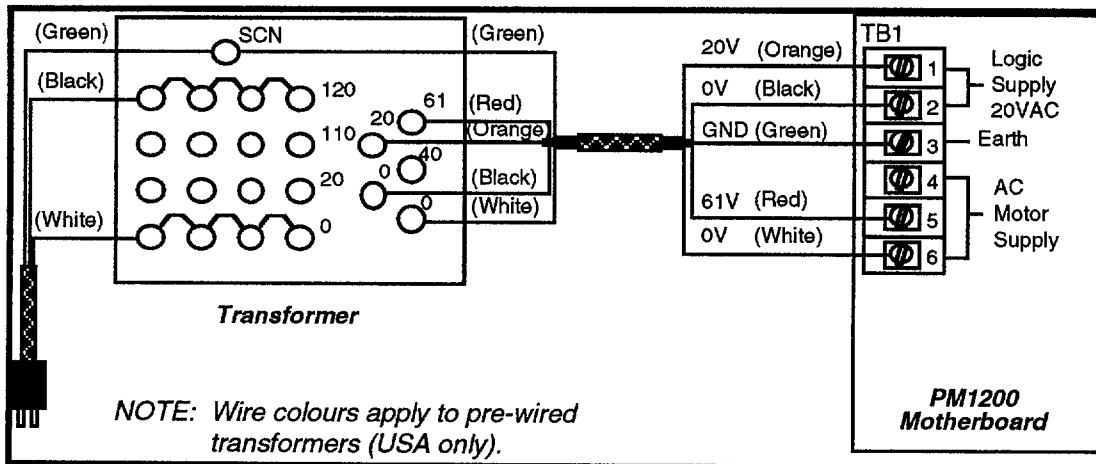 (Green)
SCN
(Green)
(Black)
120
61
(Red)
20
110
(Orange)
40
0
20
(Black)
0
(White)
(White)
0
Transformer
20V (Orange)
0V (Black)
GND (Green)
61V (Red)
0V (White)
TB1
1
2
3
4
5
6
Logic
Supply
20VAC
Earth
AC
Motor
Supply
NOTE: Wire colours apply to pre-wired
transformers (USA only).
PM1200
Motherboard